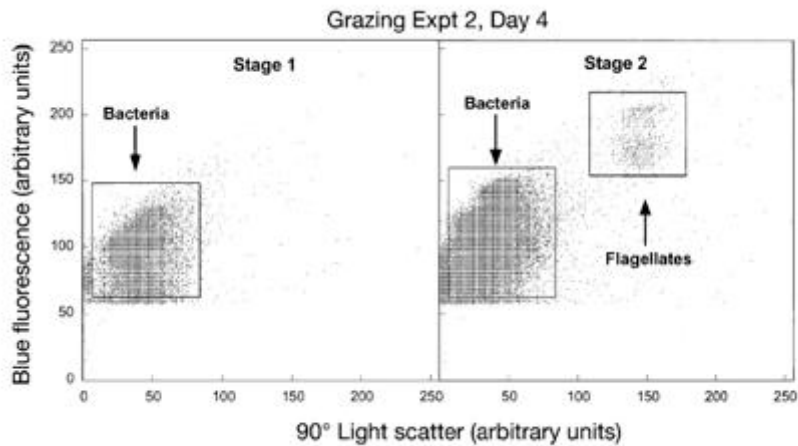 Grazing Expt 2, Day 4
Stage 1
Stage 2
Bacteria
Bacteria
Flagellates
Blue fluorescence (arbitrary units)
250
200
150
100
50
0
0 50 100 150 200 250
50 100 150 200 250
90° Light scatter (arbitrary units)